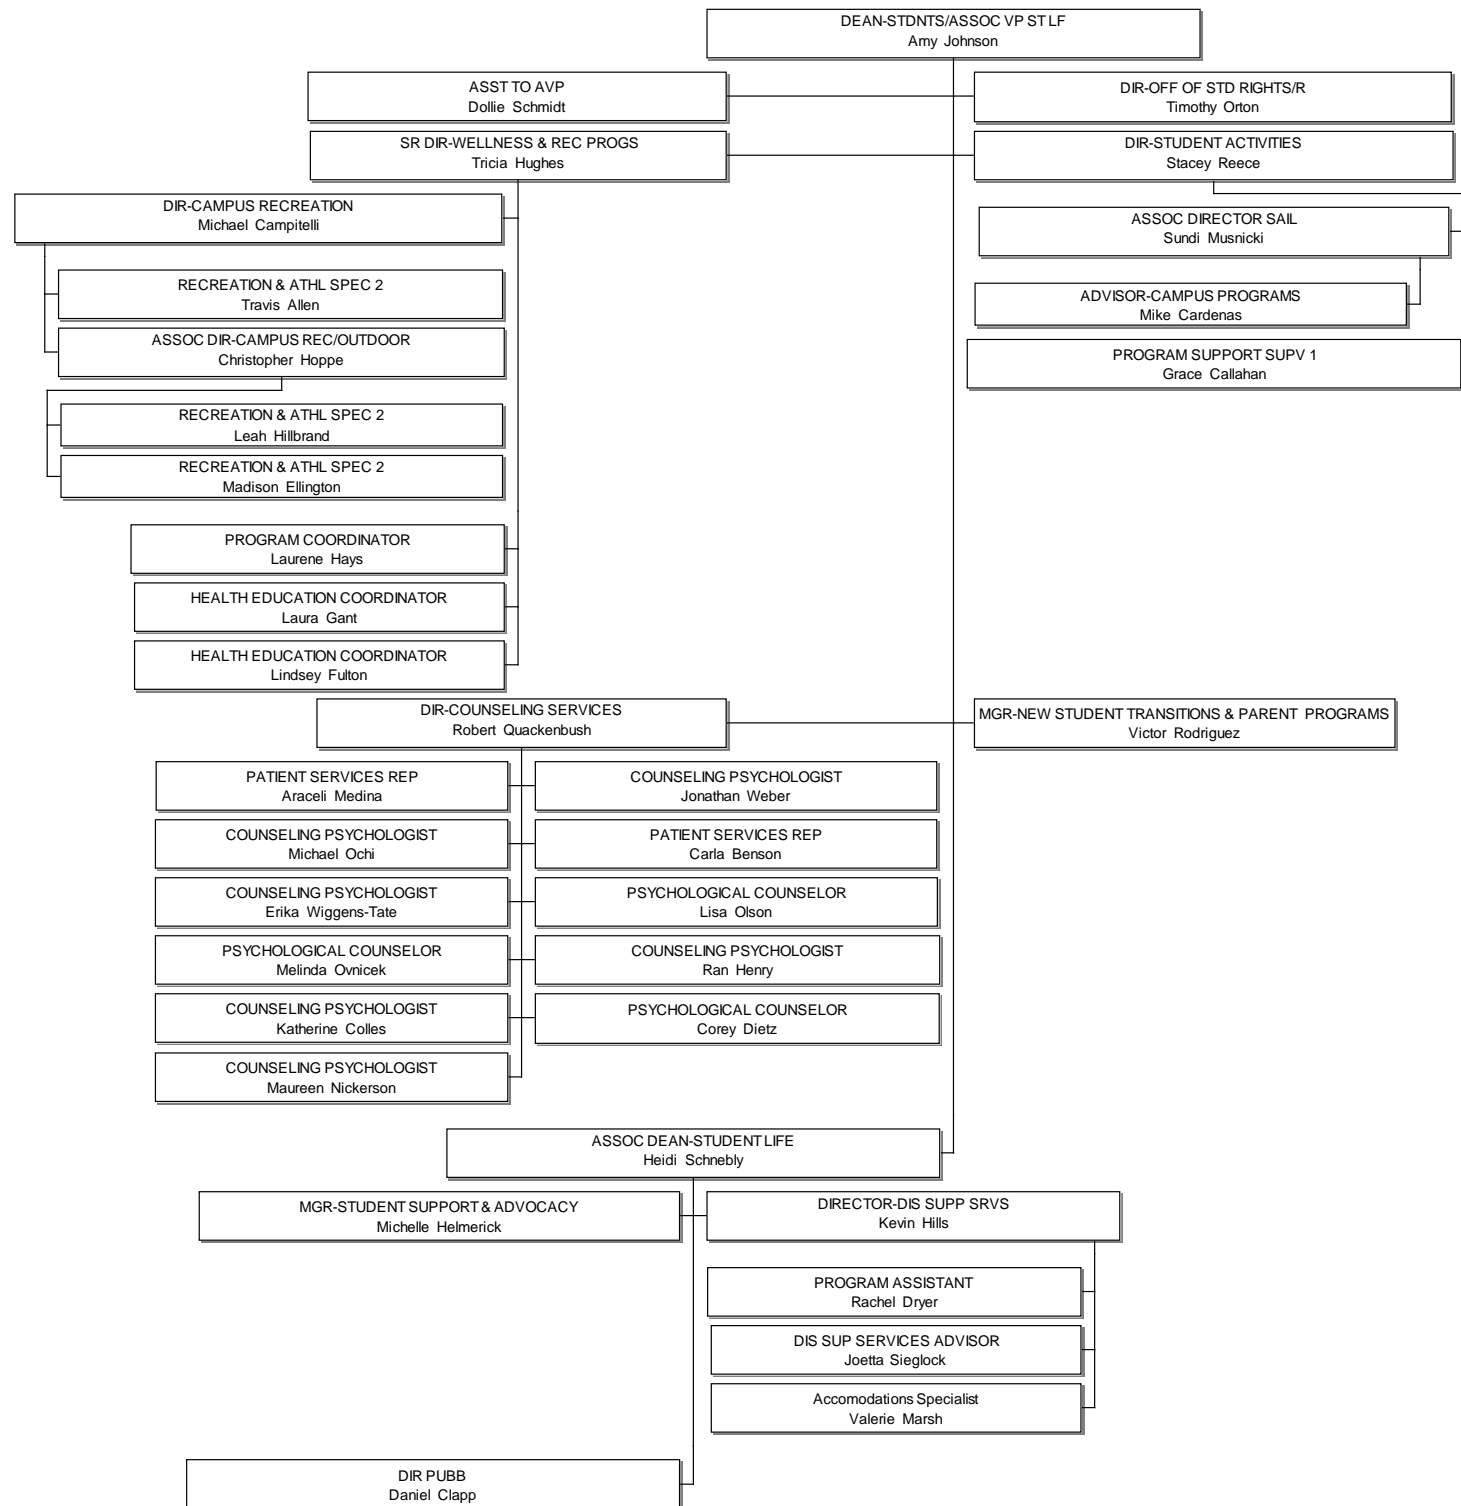 DEAN-STDNTS/ASSOC VP ST LF
Amy Johnson
ASST TO AVP
Dollie Schmidt
DIR-OFF OF STD RIGHTS/R
Timothy Orton
SR DIR-WELLNESS & REC PROGS
Tricia Hughes
DIR-STUDENT ACTIVITIES
Stacey Reece
DIR-CAMPUS RECREATION
Michael Campitelli
ASSOC DIRECTOR SAIL
Sundi Musnicki
RECREATION & ATHL SPEC 2
Travis Allen
ADVISOR-CAMPUS PROGRAMS
Mike Cardenas
ASSOC DIR-CAMPUS REC/OUTDOOR
Christopher Hoppe
PROGRAM SUPPORT SUPV 1
Grace Callahan
RECREATION & ATHL SPEC 2
Leah Hillbrand
RECREATION & ATHL SPEC 2
Madison Ellington
PROGRAM COORDINATOR
Laurene Hays
HEALTH EDUCATION COORDINATOR
Laura Gant
HEALTH EDUCATION COORDINATOR
Lindsey Fulton
DIR-COUNSELING SERVICES
Robert Quackenbush
MGR-NEW STUDENT TRANSITIONS & PARENT PROGRAMS
Victor Rodriguez
PATIENT SERVICES REP
Araceli Medina
COUNSELING PSYCHOLOGIST
Jonathan Weber
COUNSELING PSYCHOLOGIST
Michael Ochi
PATIENT SERVICES REP
Carla Benson
COUNSELING PSYCHOLOGIST
Erika Wiggens-Tate
PSYCHOLOGICAL COUNSELOR
Lisa Olson
PSYCHOLOGICAL COUNSELOR
Melinda Ovnicek
COUNSELING PSYCHOLOGIST
Ran Henry
COUNSELING PSYCHOLOGIST
Katherine Colles
PSYCHOLOGICAL COUNSELOR
Corey Dietz
COUNSELING PSYCHOLOGIST
Maureen Nickerson
ASSOC DEAN-STUDENT LIFE
Heidi Schnebly
MGR-STUDENT SUPPORT & ADVOCACY
Michelle Helmerick
DIRECTOR-DIS SUPP SRVS
Kevin Hills
PROGRAM ASSISTANT
Rachel Dryer
DIS SUP SERVICES ADVISOR
Joetta Sieglock
Accomodations Specialist
Valerie Marsh
DIR PUBB
Daniel Clapp